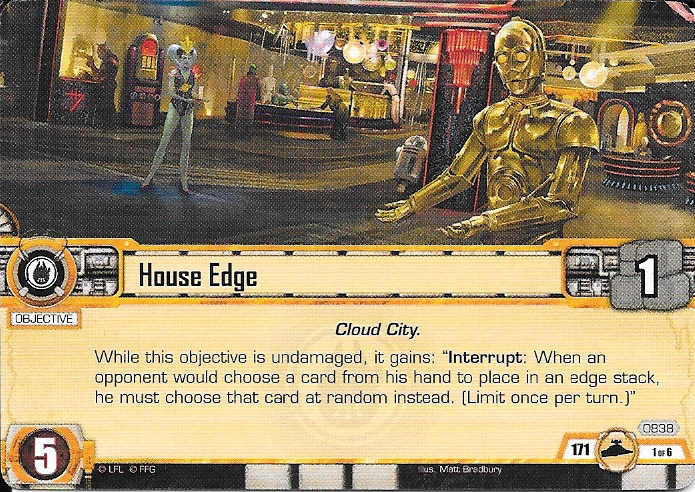 House Edge
1
OBJECTIVE
Cloud City.
While this objective is undamaged, it gains: “Interrupt: When an
opponent would choose a card from his hand to place in an edge stack,
he must choose that card at random instead. (Limit once per turn.)”
0838
5
171
1 OF 6
© LFL © FFG
Illus. Matt Bradbury